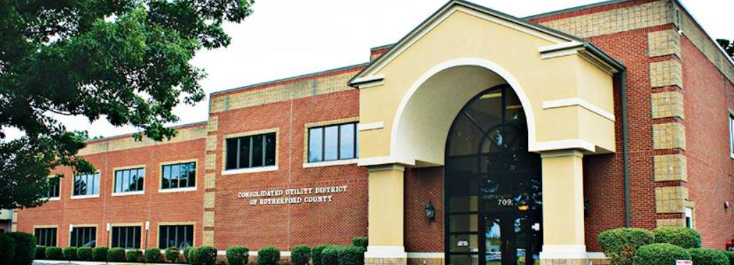 CONSOLIDATED UTILITY DISTRICT
OF RUTHERFORD COUNTY
709